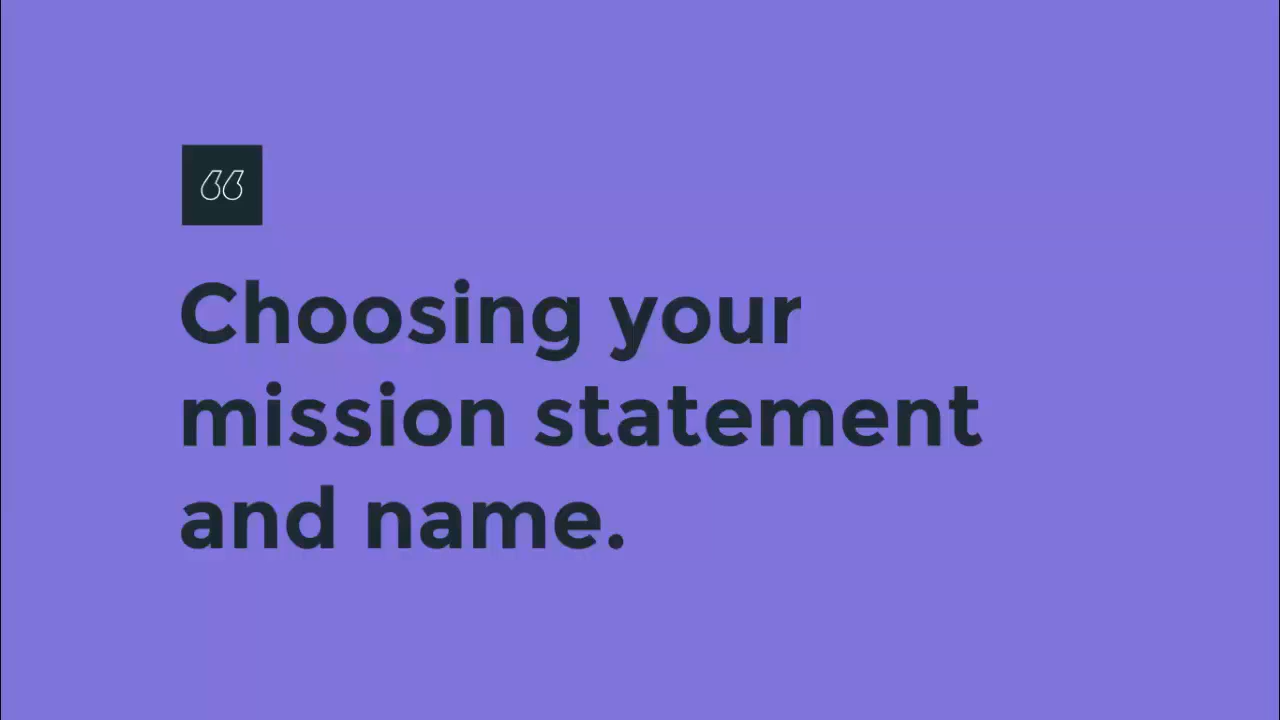 “
Choosing your
mission statement
and name.